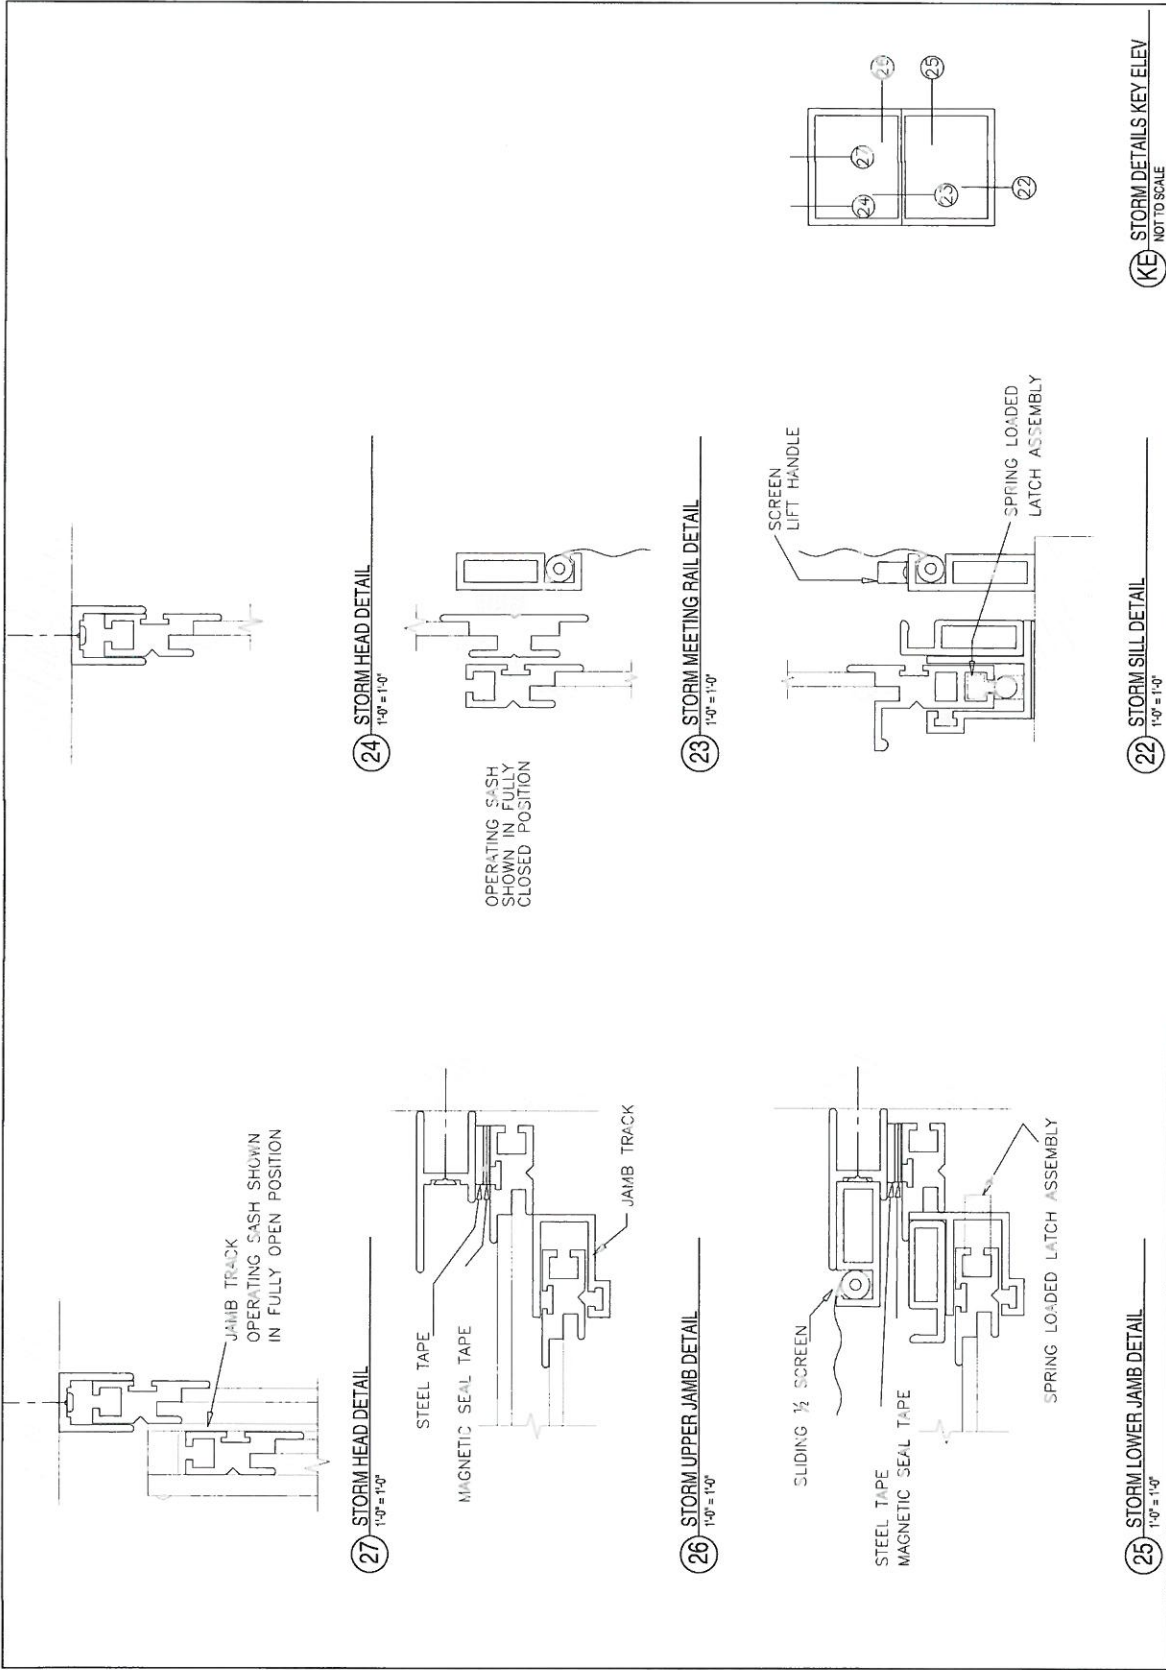 JAMB TRACK
OPERATING SASH SHOWN
IN FULLY OPEN POSITION
27 STORM HEAD DETAIL
1'-0" = 1'-0"
24 STORM HEAD DETAIL
1'-0" = 1'-0"
STEEL TAPE
MAGNETIC SEAL TAPE
JAMB TRACK
26 STORM UPPER JAMB DETAIL
1'-0" = 1'-0"
OPERATING SASH
SHOWN IN FULLY
CLOSED POSITION
23 STORM MEETING RAIL DETAIL
1'-0" = 1'-0"
SLIDING ½ SCREEN
STEEL TAPE
MAGNETIC SEAL TAPE
SPRING LOADED LATCH ASSEMBLY
25 STORM LOWER JAMB DETAIL
1'-0" = 1'-0"
SCREEN
LIFT HANDLE
SPRING LOADED
LATCH ASSEMBLY
22 STORM SILL DETAIL
1'-0" = 1'-0"
24
27
26
23
25
22
KE STORM DETAILS KEY ELEV
NOT TO SCALE